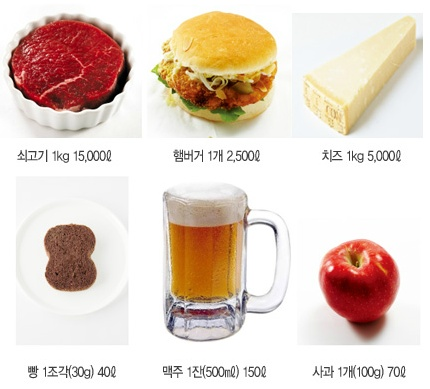 쇠고기 1kg 15,000ℓ
햄버거 1개 2,500ℓ
치즈 1kg 5,000ℓ
빵 1조각(30g) 40ℓ
맥주 1잔(500㎖) 150ℓ
사과 1개(100g) 70ℓ